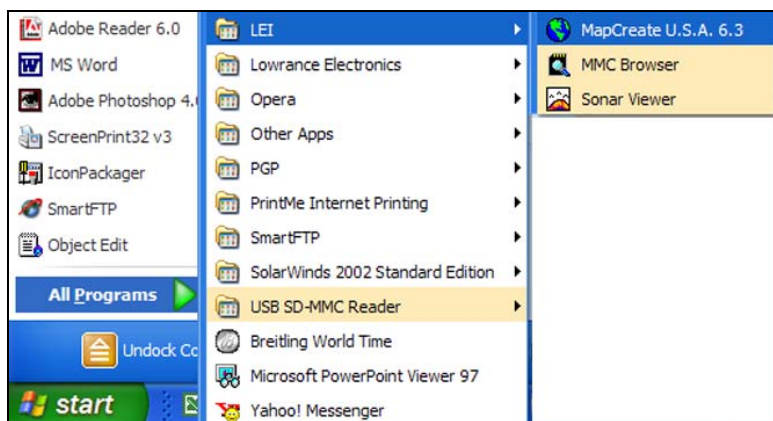 Adobe Reader 6.0
MS Word
Adobe Photoshop 4.
ScreenPrint32 v3
IconPackager
SmartFTP
Object Edit
All Programs
Undock Co
start
LEI
Lowrance Electronics
Opera
Other Apps
PGP
PrintMe Internet Printing
SmartFTP
SolarWinds 2002 Standard Edition
USB SD-MMC Reader
Breitling World Time
Microsoft PowerPoint Viewer 97
Yahoo! Messenger
MapCreate U.S.A. 6.3
MMC Browser
Sonar Viewer